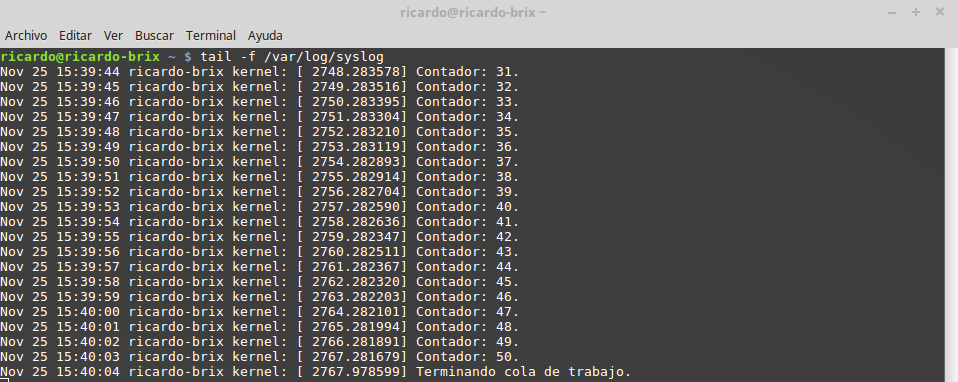 ricardo@ricardo-brix ~
Archivo Editar Ver Buscar Terminal Ayuda
ricardo@ricardo-brix ~ $ tail -f /var/log/syslog
Nov 25 15:39:44 ricardo-brix kernel: [ 2748.283578] Contador: 31.
Nov 25 15:39:45 ricardo-brix kernel: [ 2749.283516] Contador: 32.
Nov 25 15:39:46 ricardo-brix kernel: [ 2750.283395] Contador: 33.
Nov 25 15:39:47 ricardo-brix kernel: [ 2751.283304] Contador: 34.
Nov 25 15:39:48 ricardo-brix kernel: [ 2752.283210] Contador: 35.
Nov 25 15:39:49 ricardo-brix kernel: [ 2753.283119] Contador: 36.
Nov 25 15:39:50 ricardo-brix kernel: [ 2754.282893] Contador: 37.
Nov 25 15:39:51 ricardo-brix kernel: [ 2755.282914] Contador: 38.
Nov 25 15:39:52 ricardo-brix kernel: [ 2756.282704] Contador: 39.
Nov 25 15:39:53 ricardo-brix kernel: [ 2757.282590] Contador: 40.
Nov 25 15:39:54 ricardo-brix kernel: [ 2758.282636] Contador: 41.
Nov 25 15:39:55 ricardo-brix kernel: [ 2759.282347] Contador: 42.
Nov 25 15:39:56 ricardo-brix kernel: [ 2760.282511] Contador: 43.
Nov 25 15:39:57 ricardo-brix kernel: [ 2761.282367] Contador: 44.
Nov 25 15:39:58 ricardo-brix kernel: [ 2762.282320] Contador: 45.
Nov 25 15:39:59 ricardo-brix kernel: [ 2763.282203] Contador: 46.
Nov 25 15:40:00 ricardo-brix kernel: [ 2764.282101] Contador: 47.
Nov 25 15:40:01 ricardo-brix kernel: [ 2765.281994] Contador: 48.
Nov 25 15:40:02 ricardo-brix kernel: [ 2766.281891] Contador: 49.
Nov 25 15:40:03 ricardo-brix kernel: [ 2767.281679] Contador: 50.
Nov 25 15:40:04 ricardo-brix kernel: [ 2767.978599] Terminando cola de trabajo.